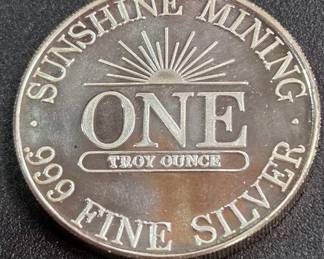 SUNSHINE MINING
ONE
TROY OUNCE
.999 FINE SILVER